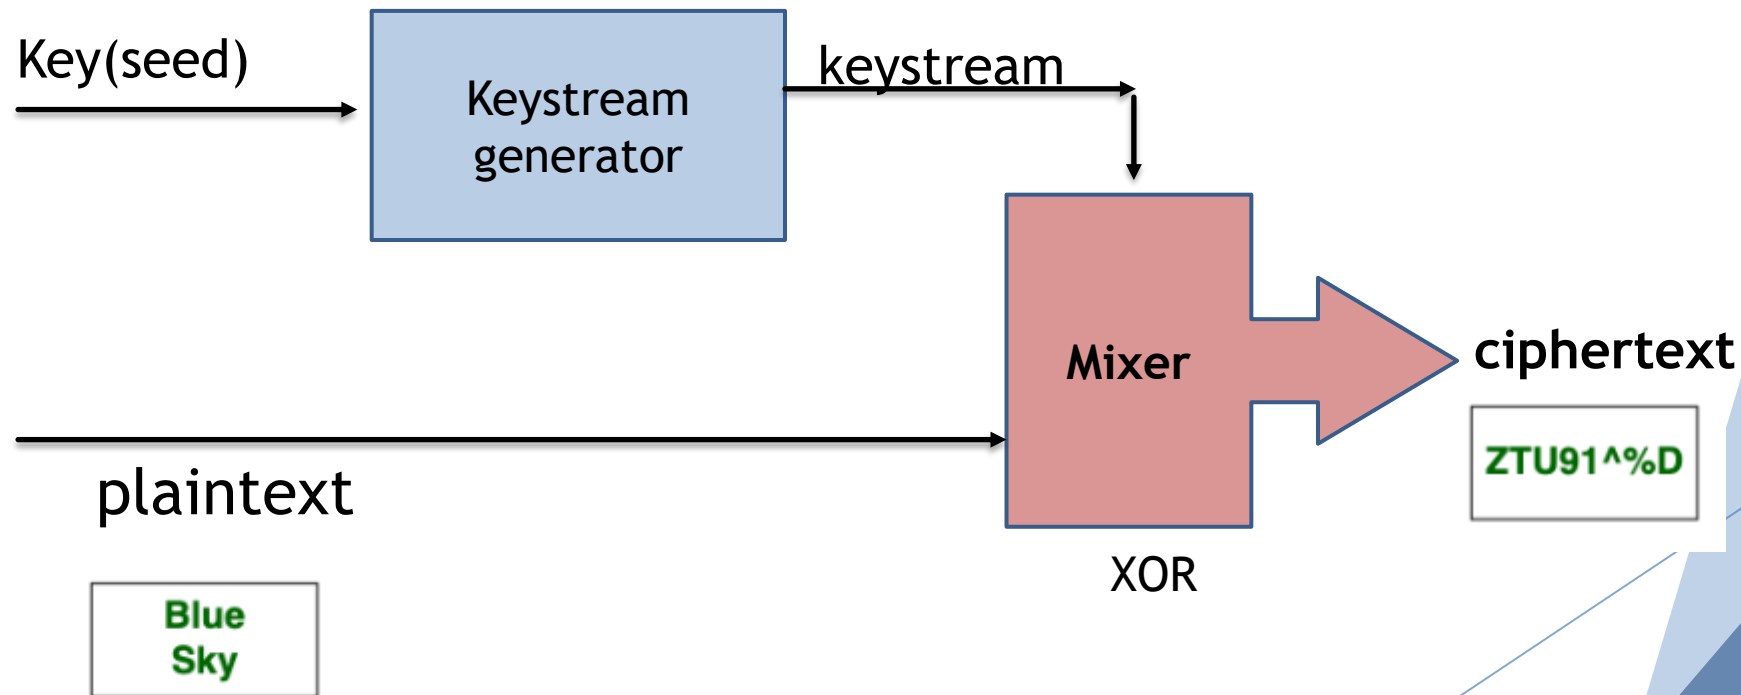 Key(seed)
Keystream
generator
keystream
Mixer
ciphertext
ZTU91^%D
plaintext
XOR
Blue
Sky